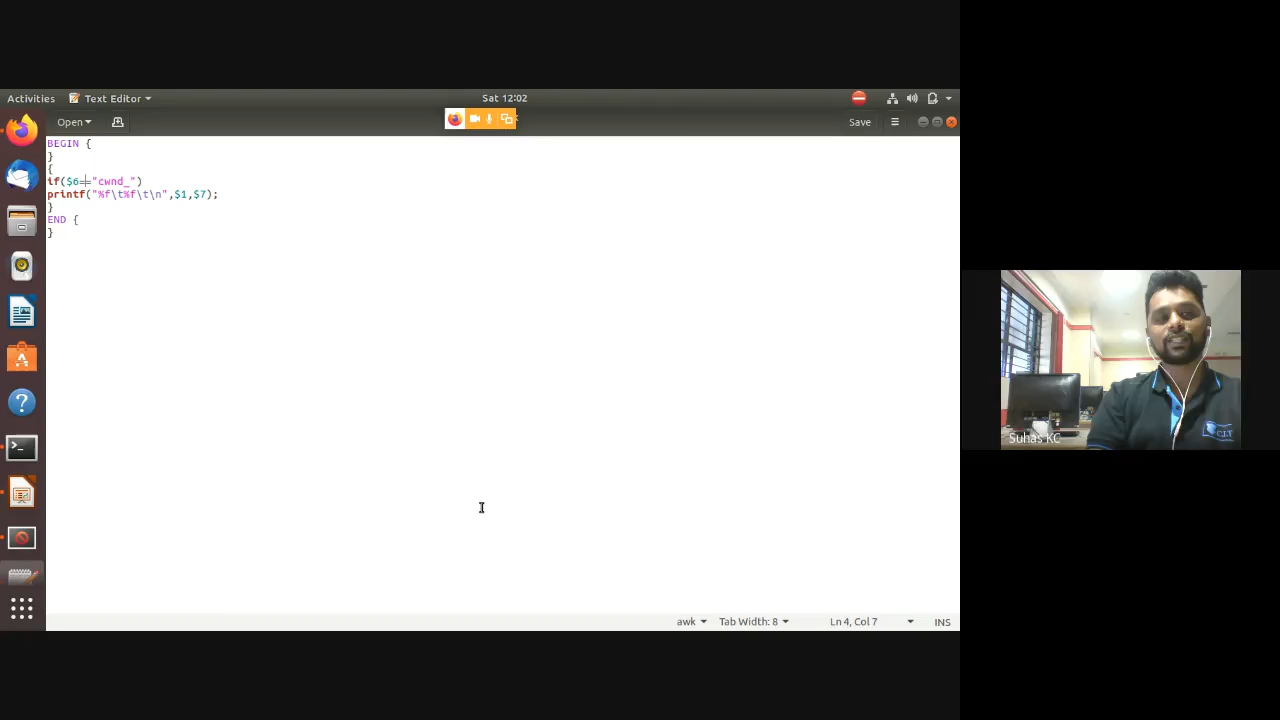 Activities Text Editor Sat 12:02
Open Save
BEGIN {
}
{
if($6=="cwnd_")
printf("%f\t%f\t\n",$1,$7);
}
END {
}
awk Tab Width: 8 Ln 4, Col 7 INS
Suhas KC
C.I.T